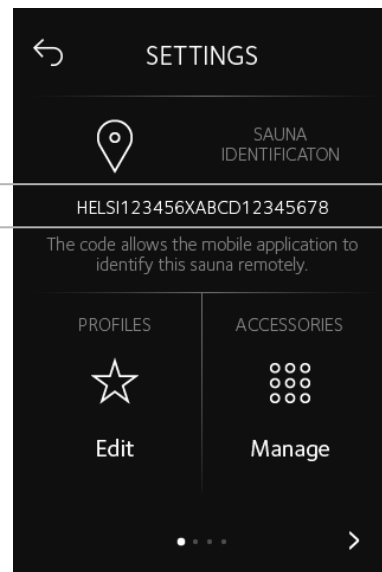 SETTINGS
SAUNA
IDENTIFICATON
HELSI123456XABCD12345678
The code allows the mobile application to
identify this sauna remotely.
PROFILES
ACCESSORIES
Edit
Manage